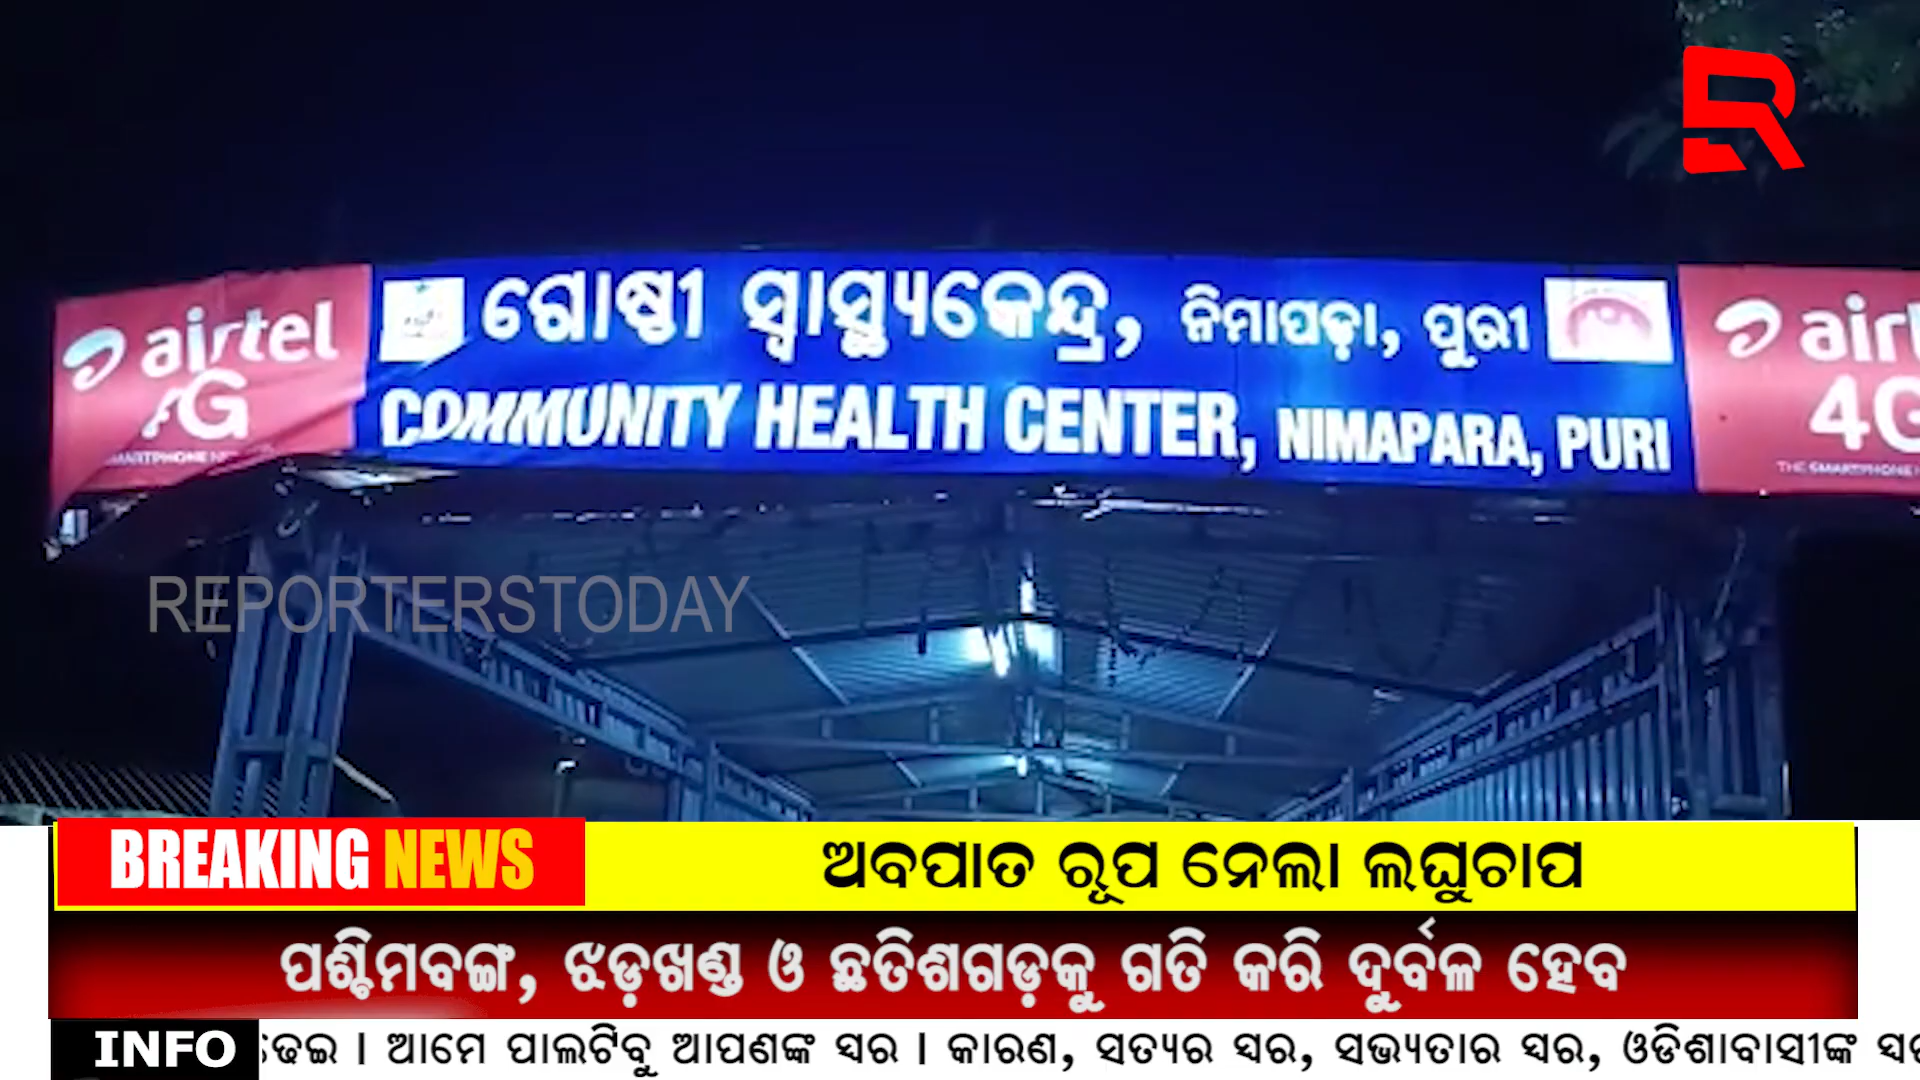 airtel
4G
ଗୋଷ୍ଠୀ ସ୍ୱାସ୍ଥ୍ୟକେନ୍ଦ୍ର, ନିମାପଡ଼ା, ପୁରୀ
COMMUNITY HEALTH CENTER, NIMAPARA, PURI
4G
REPORTERSTODAY
BREAKING NEWS
ଅବପାତ ରୂପ ନେଲା ଲଘୁଚାପ
ପଶ୍ଚିମବଙ୍ଗ, ଝଡ଼ଖଣ୍ଡ ଓ ଛତିଶଗଡ଼କୁ ଗତି କରି ଦୁର୍ବଳ ହେବ
INFO
। ଆମେ ପାଲଟିବୁ ଆପଣଙ୍କ ସ୍ୱର । କାରଣ, ସତ୍ୟର ସ୍ୱର, ସଭ୍ୟତାର ସ୍ୱର, ଓଡିଶାବାସୀଙ୍କ